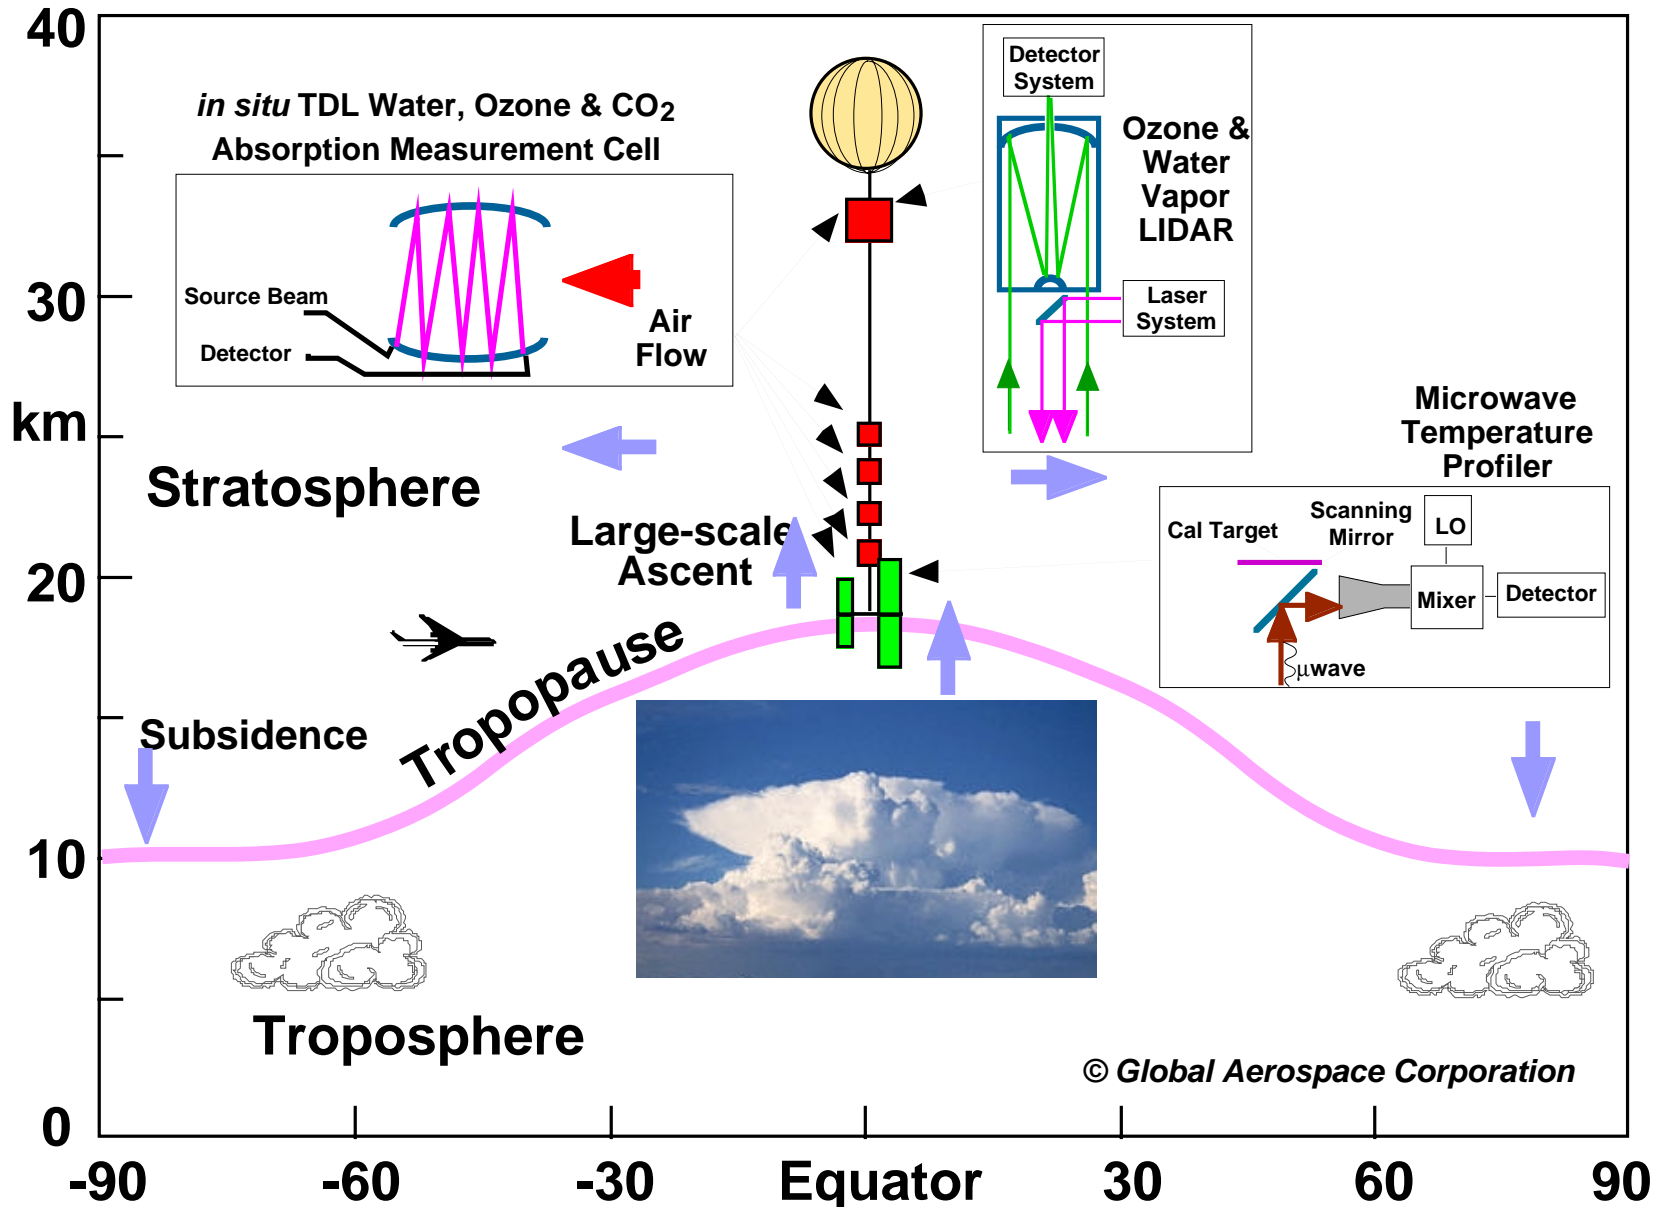 40
in situ TDL Water, Ozone & CO2
Absorption Measurement Cell
Source Beam
Detector
Air
Flow
Detector
System
Ozone &
Water
Vapor
LIDAR
Laser
System
30
km
Stratosphere
Large-scale
Ascent
Microwave
Temperature
Profiler
Cal Target
Scanning
Mirror
LO
Mixer
Detector
μwave
20
Tropopause
Subsidence
10
Troposphere
© Global Aerospace Corporation
0
-90 -60 -30 Equator 30 60 90